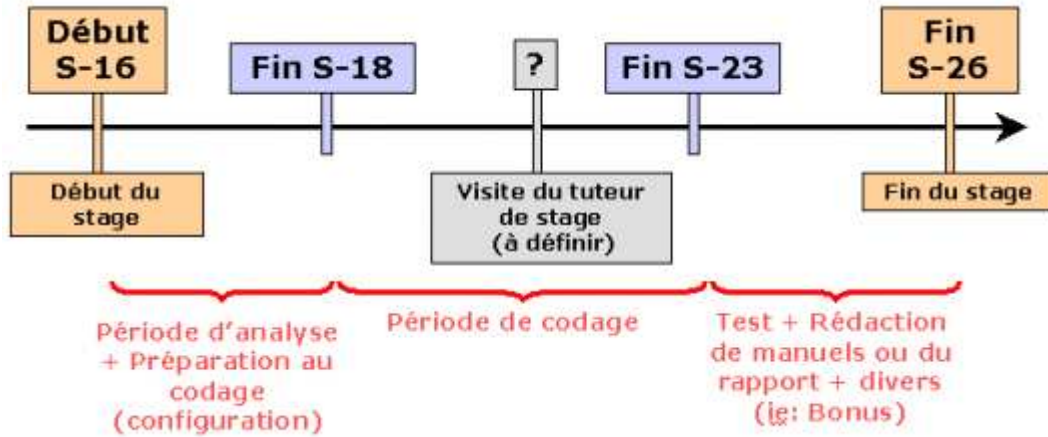 Début
S-16
Fin S-18
?
Fin S-23
Fin
S-26
Début du
stage
Visite du tuteur
de stage
(à définir)
Fin du stage
Période d'analyse
+ Préparation au
codage
(configuration)
Période de codage
Test + Rédaction
de manuels ou du
rapport + divers
(ie: Bonus)